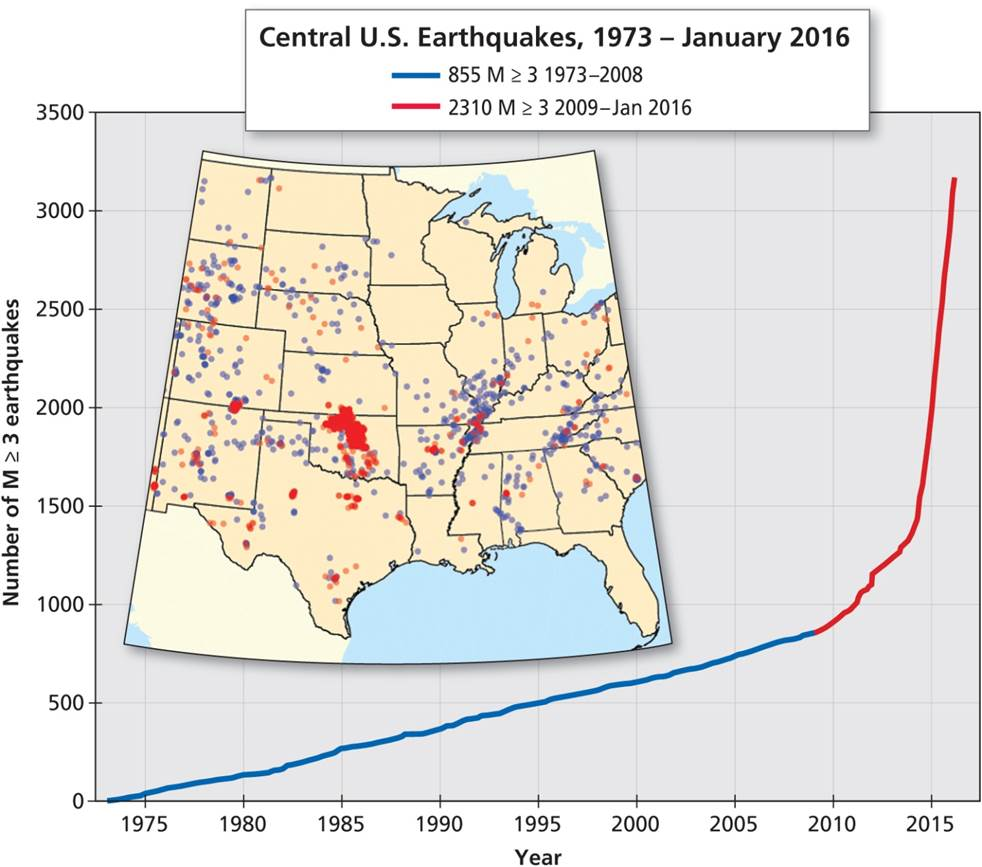 Central U.S. Earthquakes, 1973 – January 2016
855 M ≥ 3 1973–2008
2310 M ≥ 3 2009–Jan 2016
Number of M ≥ 3 earthquakes
3500
3000
2500
2000
1500
1000
500
0
1975 1980 1985 1990 1995 2000 2005 2010 2015
Year